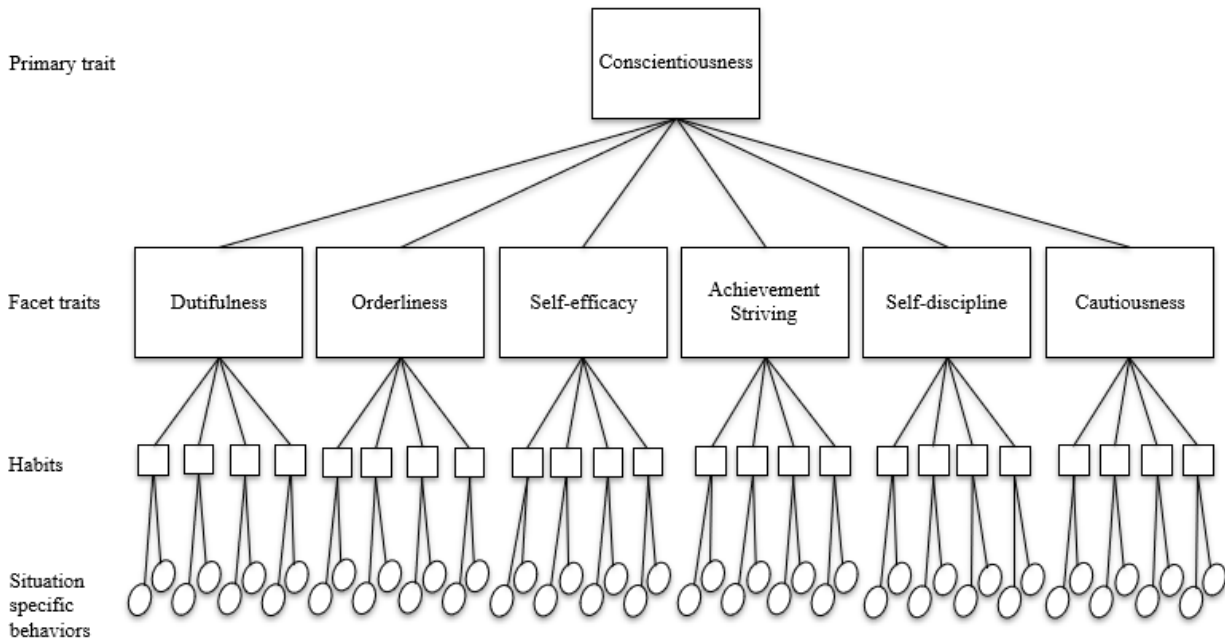 Primary trait
Conscientiousness
Facet traits
Dutifulness
Orderliness
Self-efficacy
Achievement
Striving
Self-discipline
Cautiousness
Habits
Situation
specific
behaviors